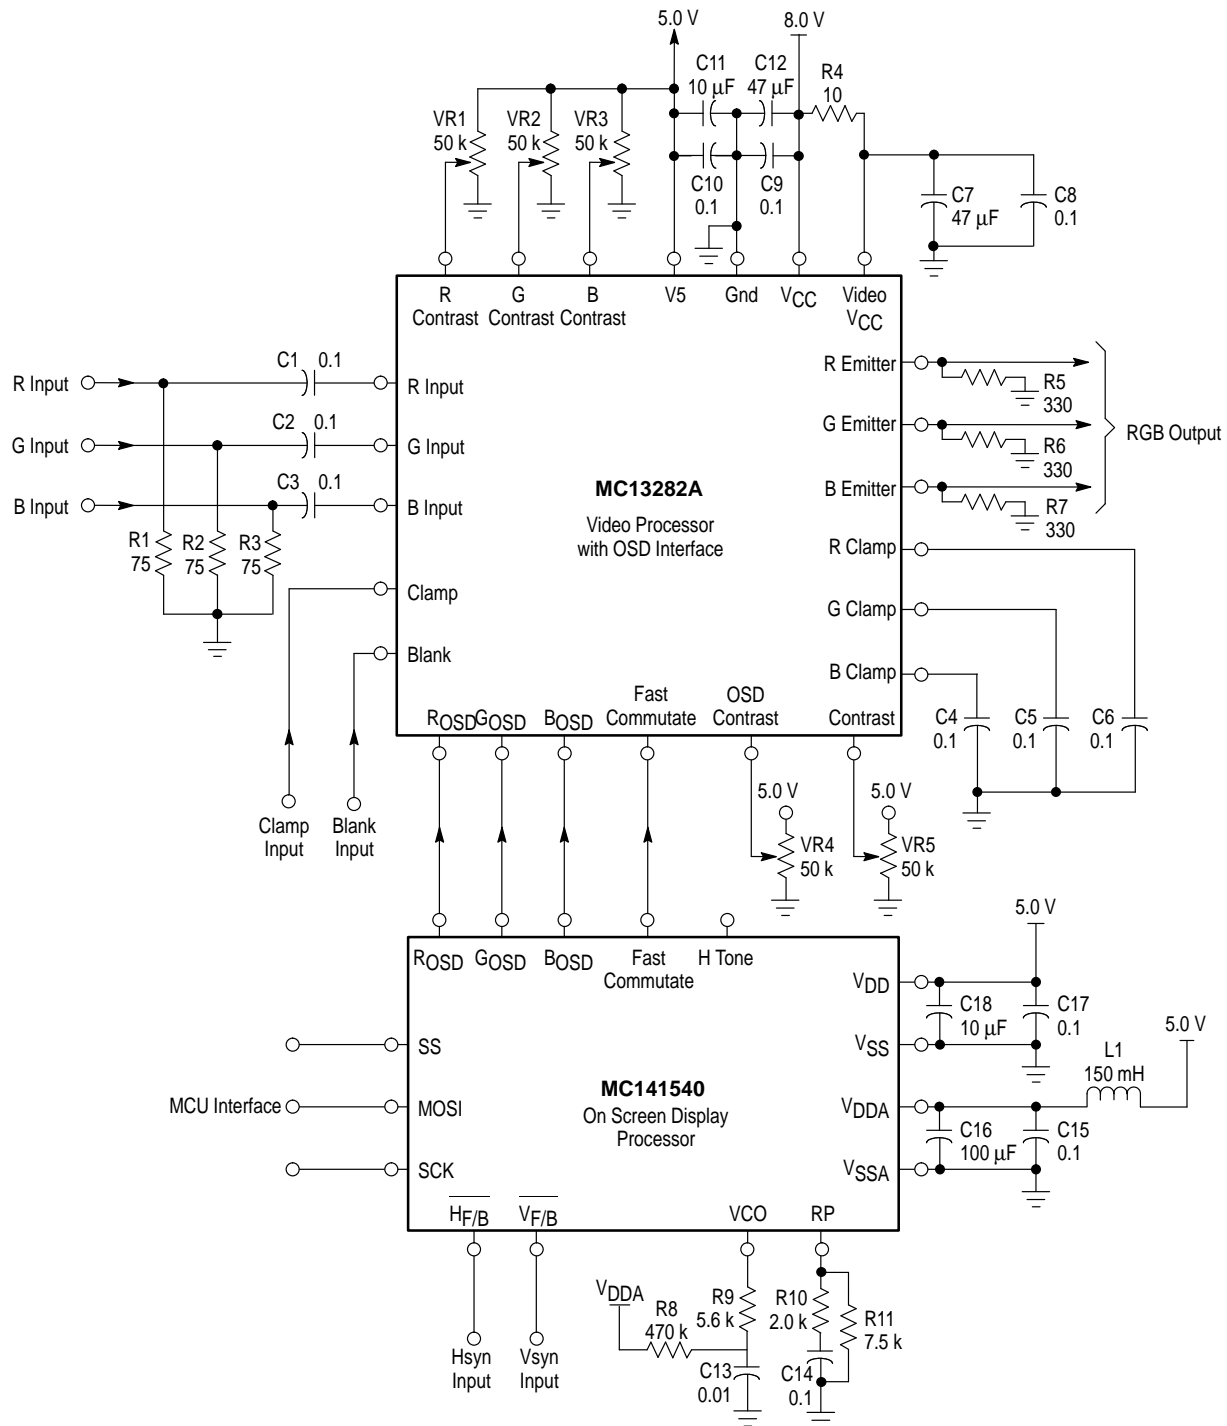 5.0 V
8.0 V
C11
10 µF
C12
47 µF
R4
10
VR1
50 k
VR2
50 k
VR3
50 k
C10
0.1
C9
0.1
C7
47 µF
C8
0.1
R
Contrast
G
Contrast
B
Contrast
V5
Gnd
VCC
Video
VCC
R Input
C1 0.1
R Input
G Input
C2 0.1
G Input
B Input
C3 0.1
B Input
R1
75
R2
75
R3
75
Clamp
Blank
MC13282A
Video Processor
with OSD Interface
R Emitter
R5
330
G Emitter
R6
330
B Emitter
R7
330
RGB Output
R Clamp
G Clamp
B Clamp
C4
0.1
C5
0.1
C6
0.1
ROSD
GOSD
BOSD
Fast
Commutate
OSD
Contrast
Contrast
Clamp
Input
Blank
Input
5.0 V
VR4
50 k
5.0 V
VR5
50 k
ROSD
GOSD
BOSD
Fast
Commutate
H Tone
5.0 V
VDD
C18
10 µF
C17
0.1
VSS
5.0 V
L1
150 mH
SS
MCU Interface
MOSI
SCK
MC141540
On Screen Display
Processor
VDDA
C16
100 µF
C15
0.1
VSSA
HF/B
VF/B
VCO
RP
Hsyn
Input
Vsyn
Input
VDDA
R8
470 k
R9
5.6 k
C13
0.01
R10
2.0 k
R11
7.5 k
C14
0.1